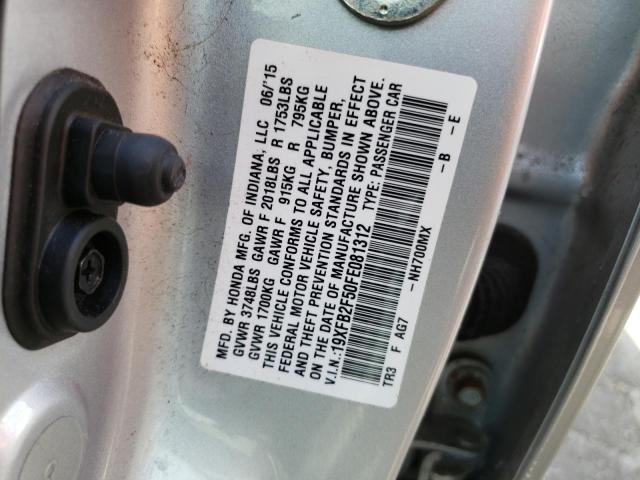 MFD. BY HONDA MFG. OF INDIANA, LLC 06/'15
GVWR 3748LBS GAWR F 2018LBS R 1753LBS
GVWR 1700KG GAWR F 915KG R 795KG
THIS VEHICLE CONFORMS TO ALL APPLICABLE
FEDERAL MOTOR VEHICLE SAFETY, BUMPER,
AND THEFT PREVENTION STANDARDS IN EFFECT
ON THE DATE OF MANUFACTURE SHOWN ABOVE.
V.I.N.:19XFB2F50FE081312 TYPE: PASSENGER CAR
TR3 F AG7 -NH700MX -B -E